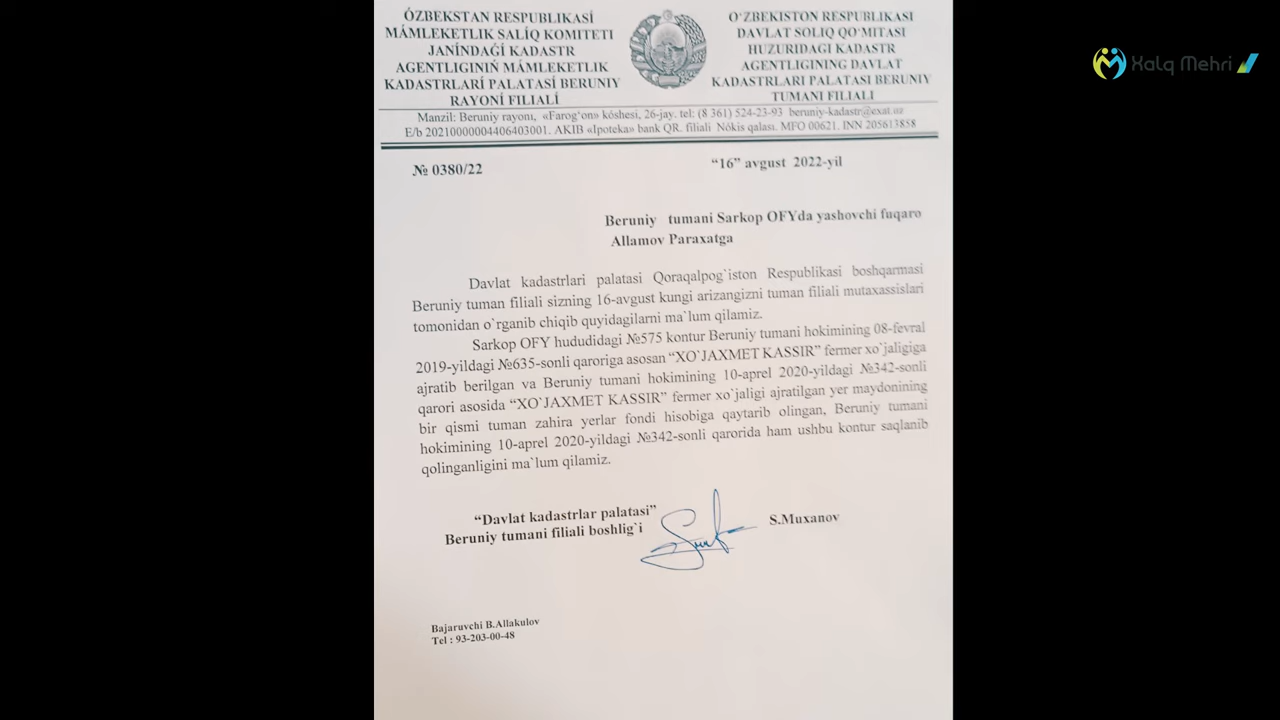 ÓZBEKSTAN RESPUBLIKASÍ
MÁMLEKETLIK SALÍQ KOMITETI
JANÍNDAǴÍ KADASTR
AGENTLIGINIŃ MÁMLEKETLIK
KADASTRLARÍ PALATASÍ BERUNIY
RAYONÍ FILIALÍ
O‘ZBEKISTON RESPUBLIKASI
DAVLAT SOLIQ QO‘MITASI
HUZURIDAGI KADASTR
AGENTLIGINING DAVLAT
KADASTRLARI PALATASI BERUNIY
TUMANI FILIALI
Xalq Mehri
Manzil: Beruniy rayonı, «Farog‘on» kóshesi, 26-jay. tel: (8 361) 524-23-93 beruniy-kadastr@exat.uz
E/b 20210000004406403001. AKIB «Ipoteka» bank QR. filiali Nókis qalası. MFO 00621. INN 205613858
№ 0380/22
“16” avgust 2022-yil
Beruniy tumani Sarkop OFYda yashovchi fuqaro
Allamov Paraxatga
Davlat kadastrlari palatasi Qoraqalpog`iston Respublikasi boshqarmasi
Beruniy tuman filiali sizning 16-avgust kungi arizangizni tuman filiali mutaxassislari
tomonidan o`rganib chiqib quyidagilarni ma`lum qilamiz.
Sarkop OFY hududidagi №575 kontur Beruniy tumani hokimining 08-fevral
2019-yildagi №635-sonli qaroriga asosan “XO`JAXMET KASSIR” fermer xo`jaligiga
ajratib berilgan va Beruniy tumani hokimining 10-aprel 2020-yildagi №342-sonli
qarori asosida “XO`JAXMET KASSIR” fermer xo`jaligi ajratilgan yer maydonining
bir qismi tuman zahira yerlar fondi hisobiga qaytarib olingan, Beruniy tumani
hokimining 10-aprel 2020-yildagi №342-sonli qarorida ham ushbu kontur saqlanib
qolinganligini ma`lum qilamiz.
“Davlat kadastrlar palatasi”
Beruniy tumani filiali boshlig`i
S.Muxanov
Bajaruvchi B.Allakulov
Tel : 93-203-00-48